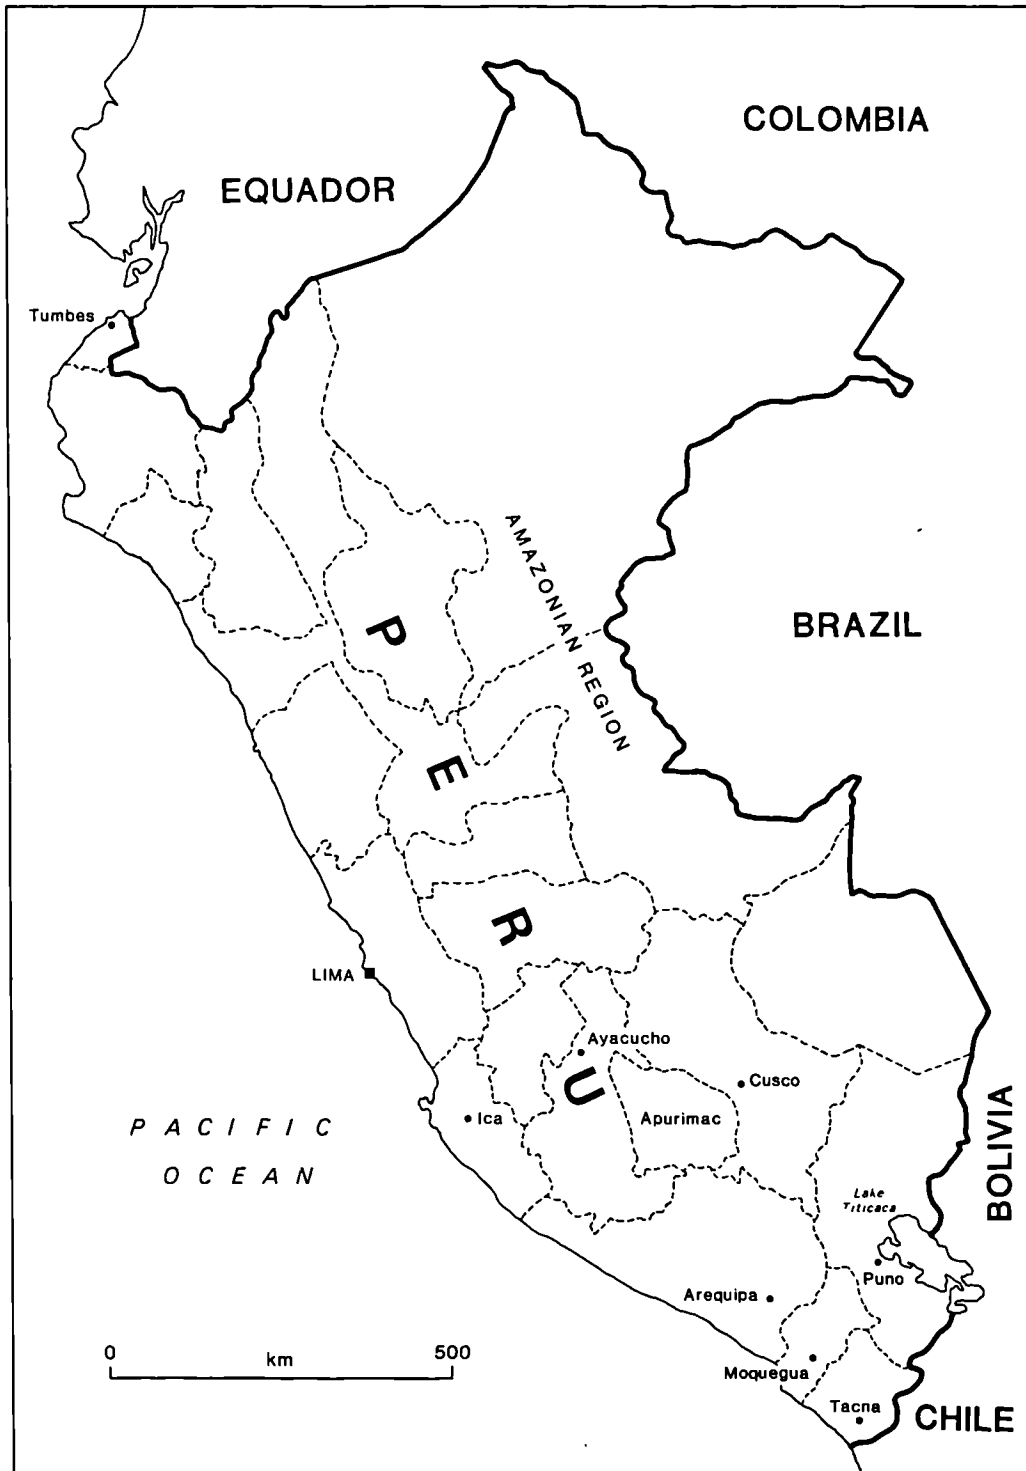 COLOMBIA
EQUADOR
Tumbes
AMAZONIAN REGION
BRAZIL
PERU
LIMA
Ayacucho
Cusco
Ica
Apurimac
PACIFIC
OCEAN
BOLIVIA
Lake
Titicaca
Puno
Arequipa
0 500
km
Moquegua
Tacna
CHILE